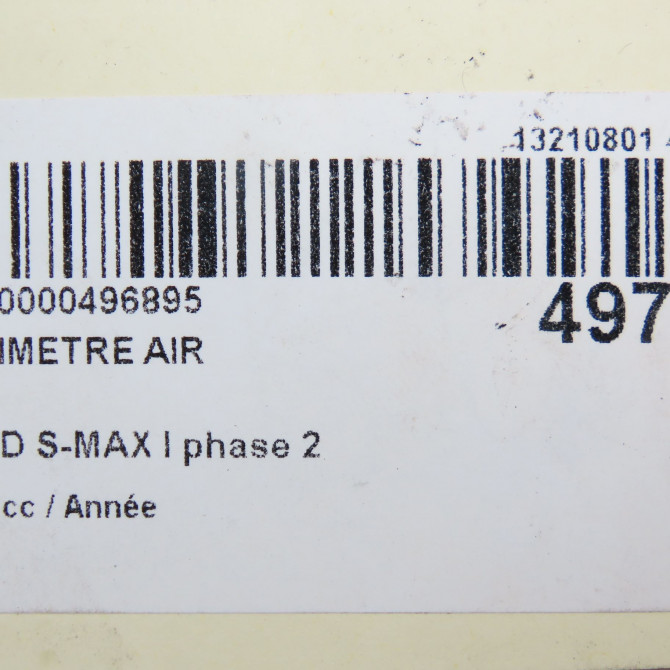 13210801
0000496895
497
IMETRE AIR
D S-MAX I phase 2
cc / Année